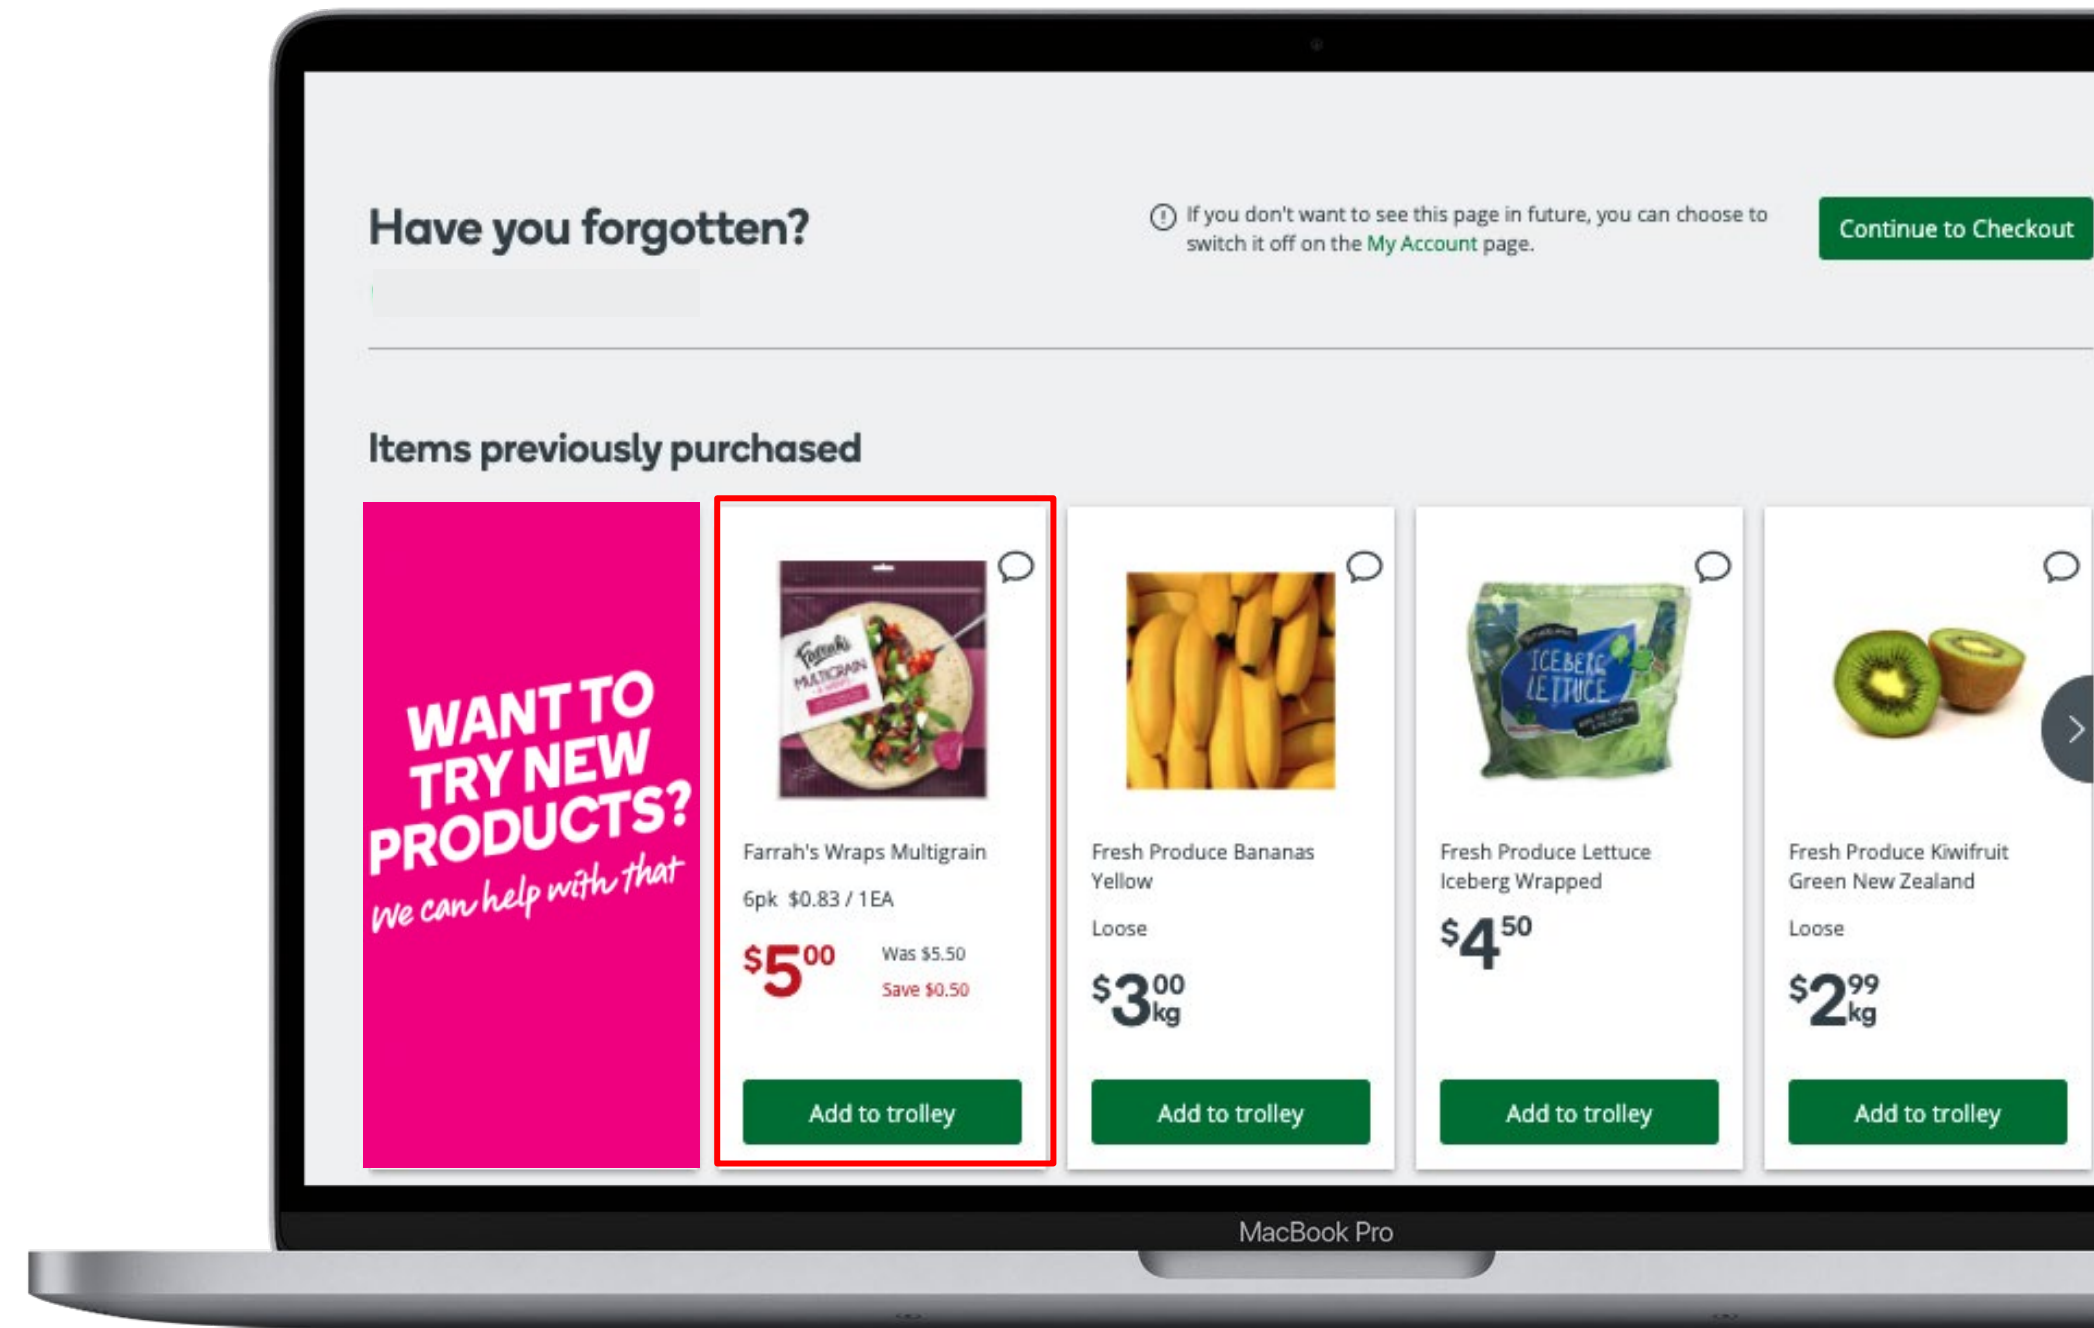 Have you forgotten?
If you don't want to see this page in future, you can choose to
switch it off on the My Account page.
Continue to Checkout
Items previously purchased
WANT TO
TRY NEW
PRODUCTS?
We can help with that
Farrah's
MULTIGRAIN
Farrah's Wraps Multigrain
6pk $0.83 / 1EA
$5 00
Was $5.50
Save $0.50
Add to trolley
Fresh Produce Bananas
Yellow
Loose
$3 00
kg
Add to trolley
ICEBERG
LETTUCE
Fresh Produce Lettuce
Iceberg Wrapped
$4 50
Add to trolley
Fresh Produce Kiwifruit
Green New Zealand
Loose
$2 99
kg
Add to trolley
MacBook Pro